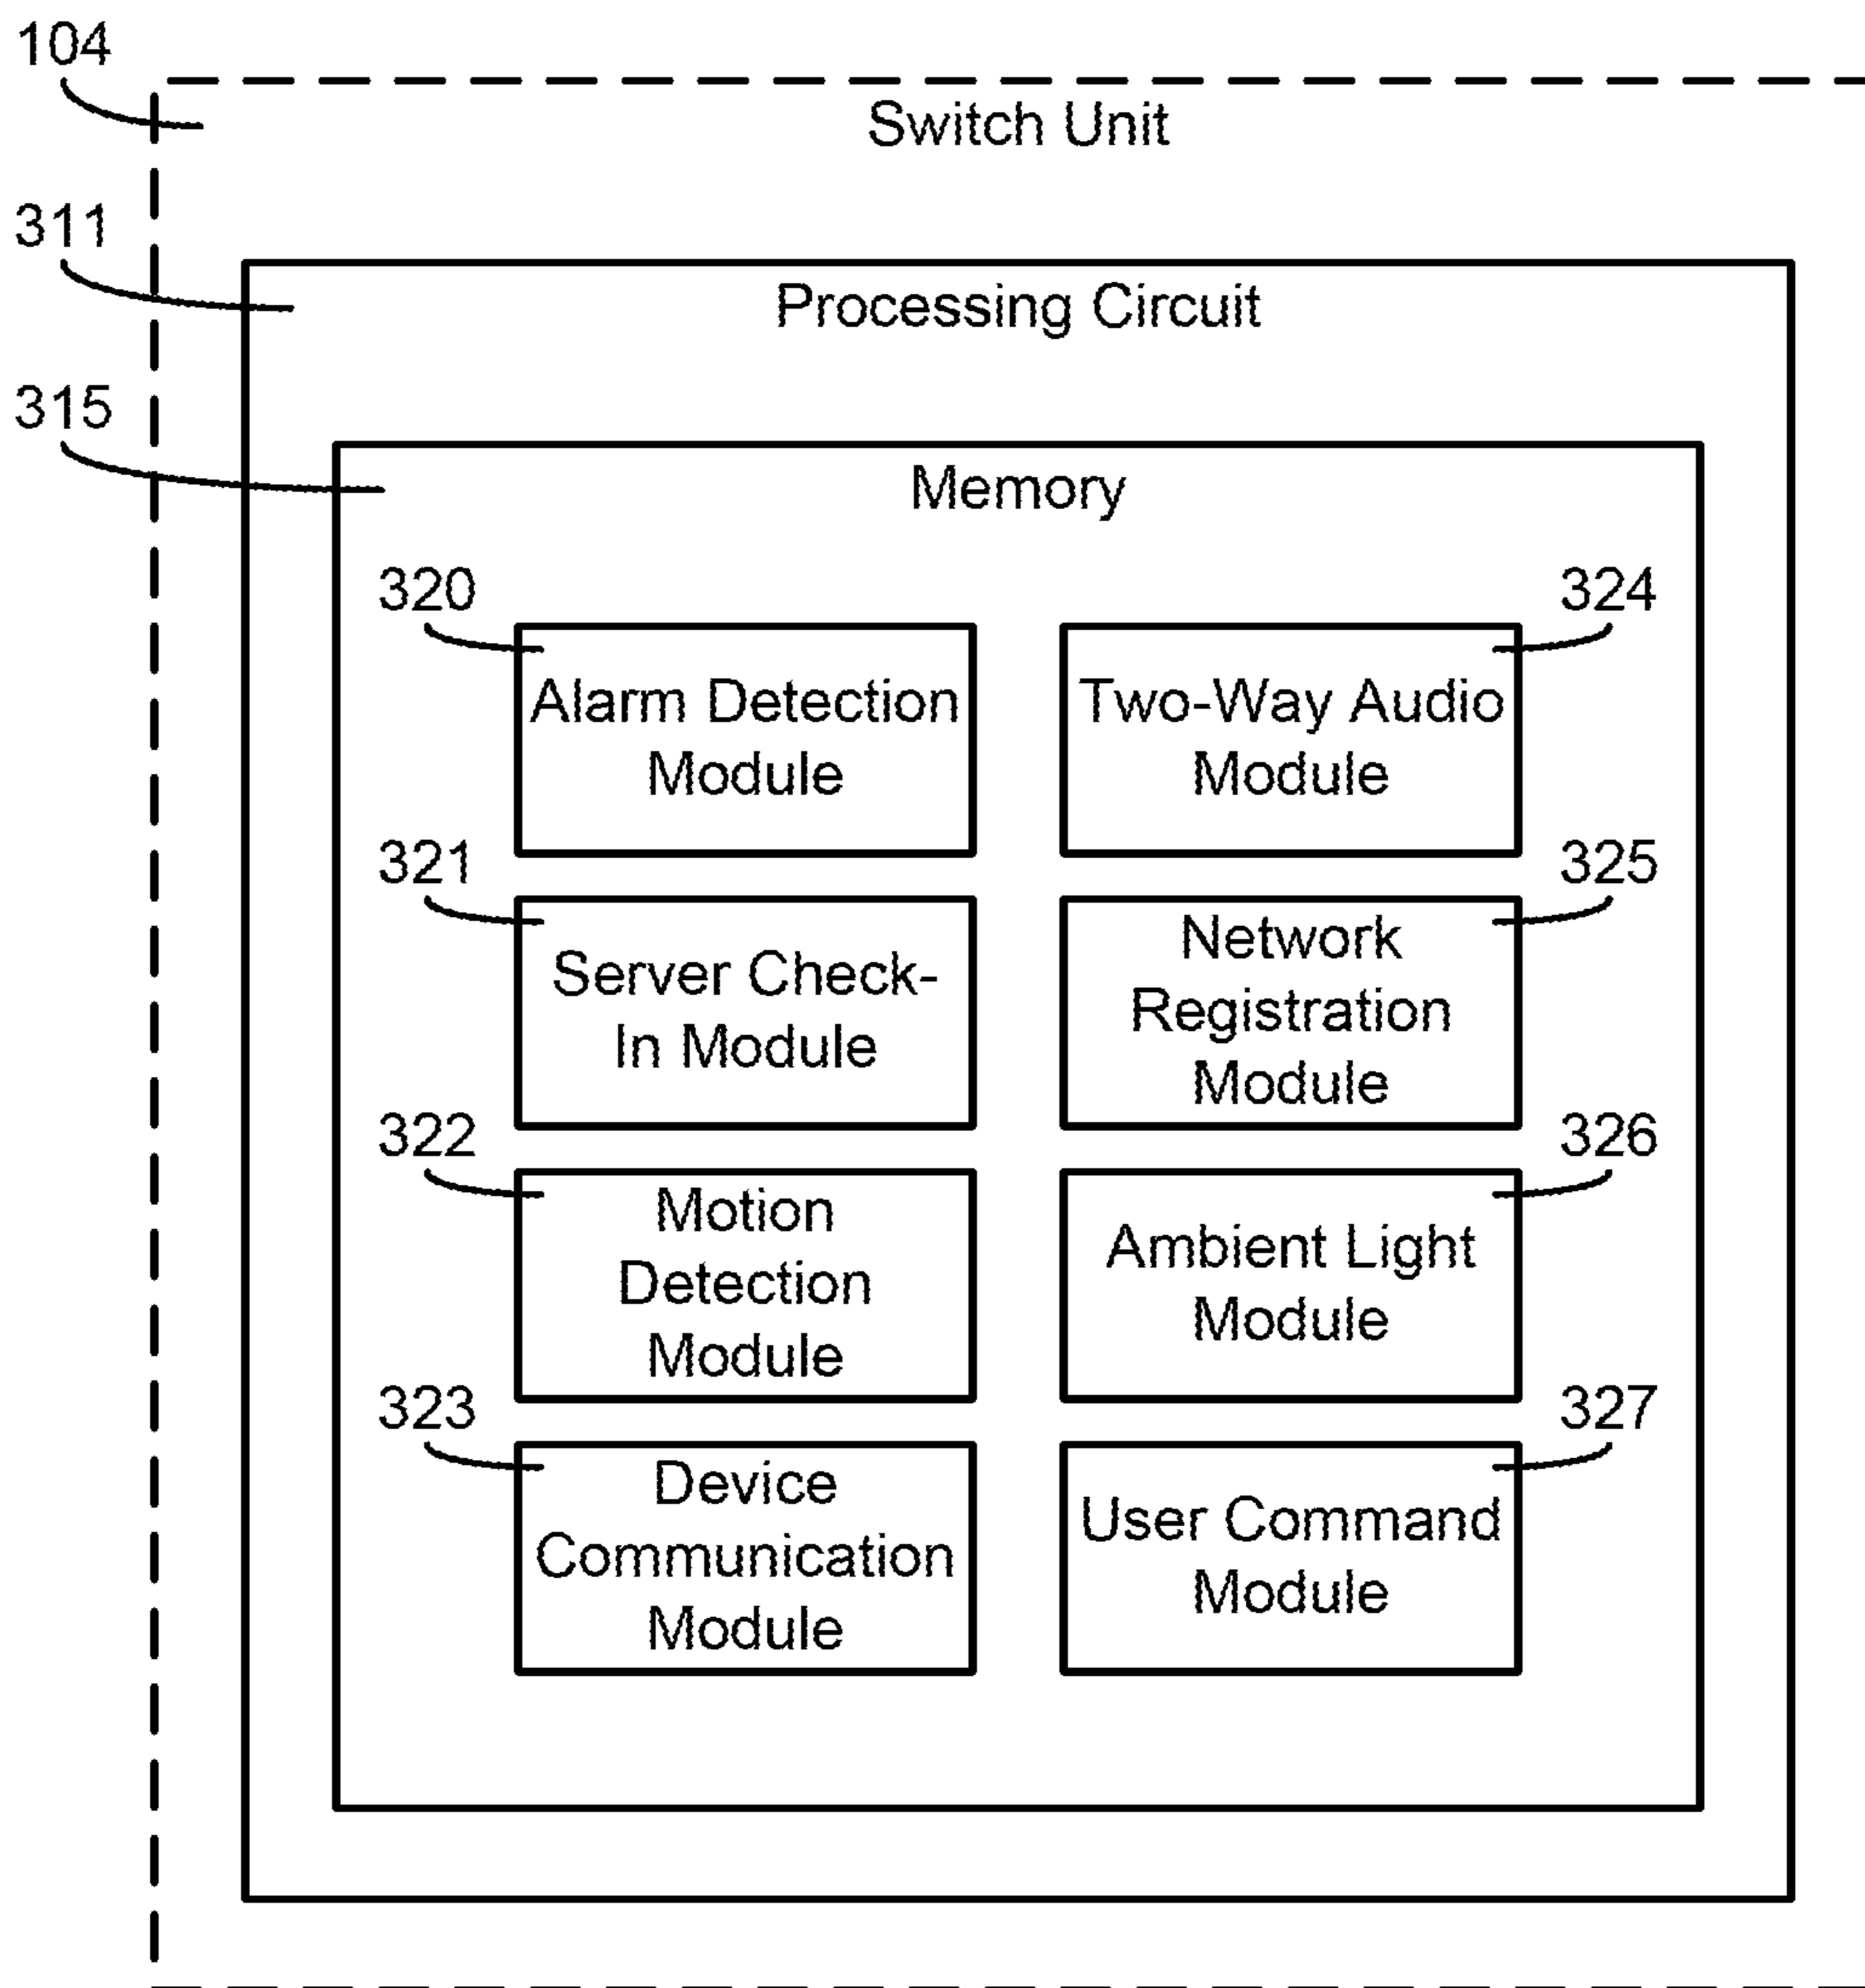 104
Switch Unit
311
Processing Circuit
315
Memory
320
Alarm Detection
Module
324
Two-Way Audio
Module
321
Server Check-
In Module
325
Network
Registration
Module
322
Motion
Detection
Module
326
Ambient Light
Module
323
Device
Communication
Module
327
User Command
Module